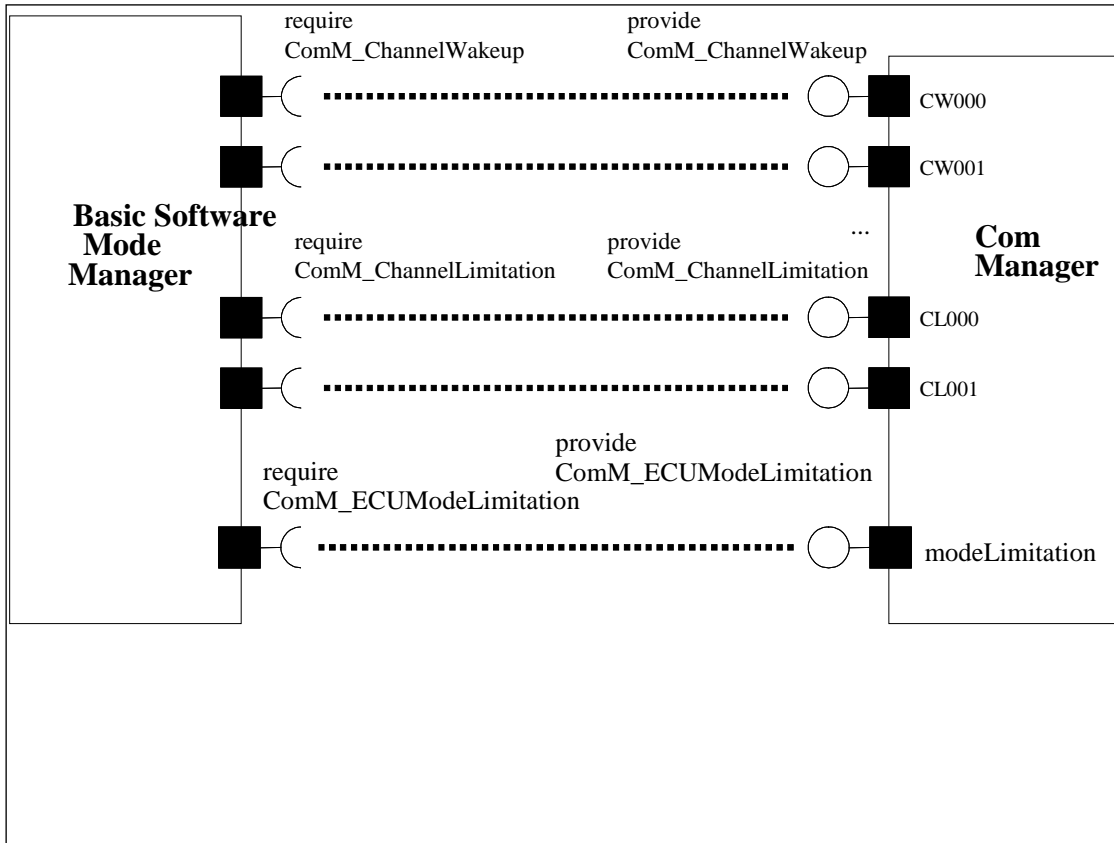 require
ComM_ChannelWakeup
provide
ComM_ChannelWakeup
CW000
CW001
Basic Software
Mode
Manager
require
ComM_ChannelLimitation
provide
ComM_ChannelLimitation
...
Com
Manager
CL000
CL001
require
ComM_ECUModeLimitation
provide
ComM_ECUModeLimitation
modeLimitation